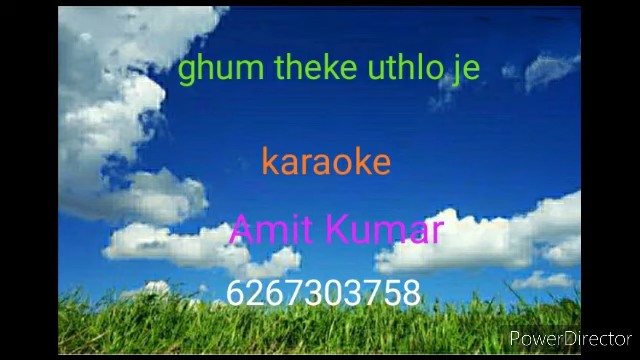 ghum theke uthlo je
karaoke
Amit Kumar
6267303758
PowerDirector